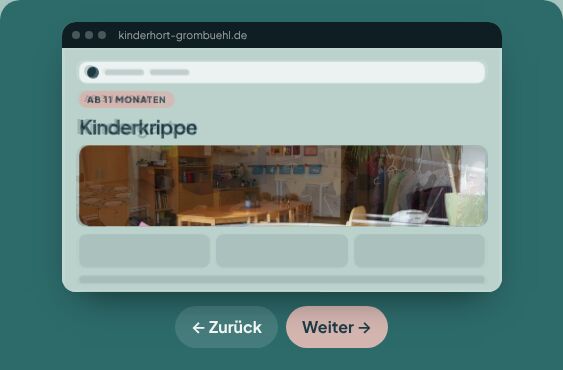 kinderhort-grombuehl.de
AB 11 MONATEN
Kinderkrippe
← Zurück
Weiter →